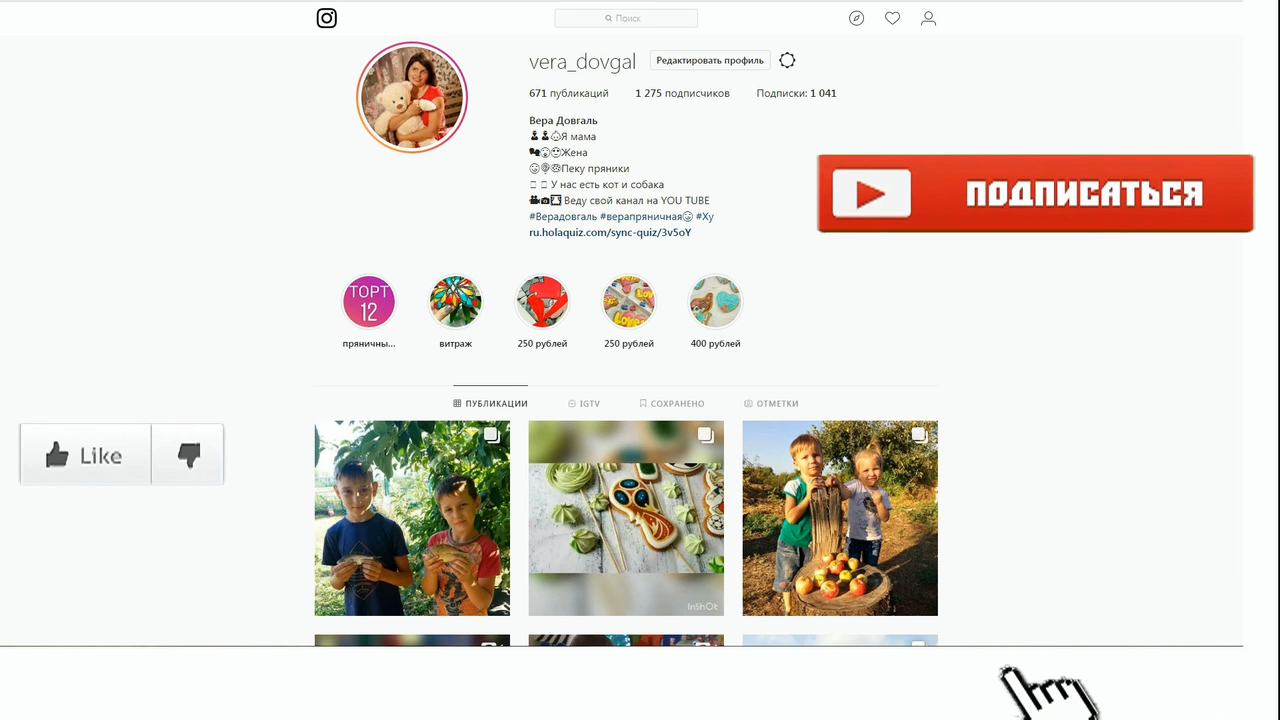 Поиск
vera_dovgal
Редактировать профиль
671 публикаций 1 275 подписчиков Подписки: 1 041
Вера Довгаль
Я мама
Жена
Пеку пряники
У нас есть кот и собака
Веду свой канал на YOU TUBE
#Верадовгаль #верапряничная #Ху
ru.holaquiz.com/sync-quiz/3v5oY
ПОДПИСАТЬСЯ
ТОРТ
12
пряничны... витраж 250 рублей 250 рублей 400 рублей
ПУБЛИКАЦИИ IGTV СОХРАНЕНО ОТМЕТКИ
Like
Love
InShOt